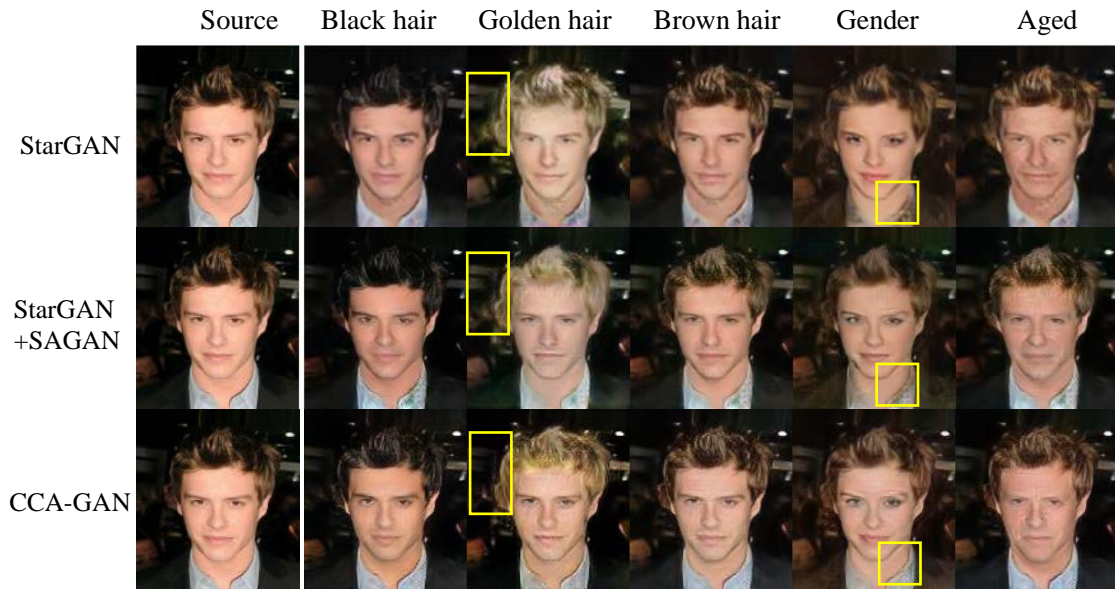 Source Black hair Golden hair Brown hair Gender Aged
StarGAN
StarGAN
+SAGAN
CCA-GAN